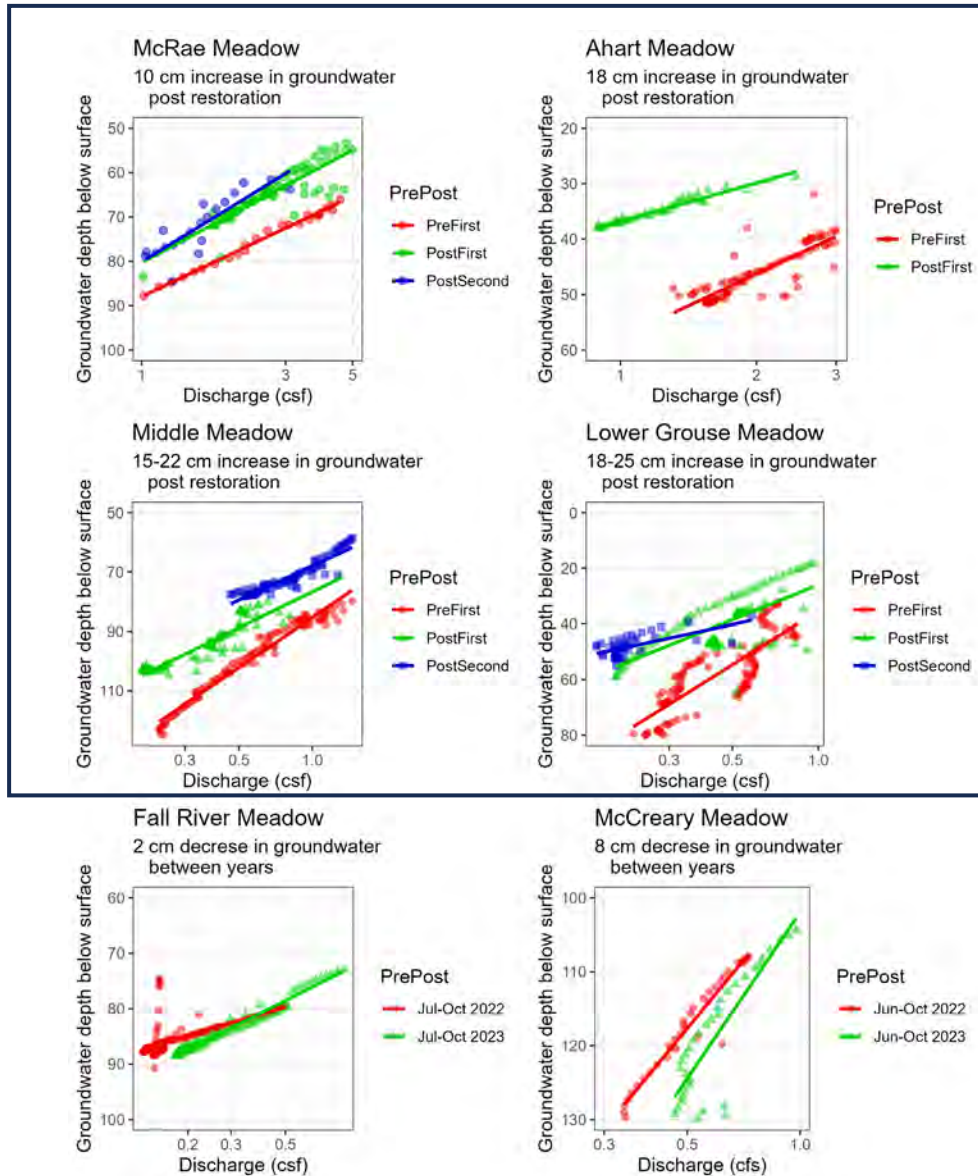 McRae Meadow
10 cm increase in groundwater
post restoration
Groundwater depth below surface
50
60
70
80
90
100
1
3
5
Discharge (csf)
PrePost
PreFirst
PostFirst
PostSecond
Ahart Meadow
18 cm increase in groundwater
post restoration
Groundwater depth below surface
20
30
40
50
60
1
2
3
Discharge (csf)
PrePost
PreFirst
PostFirst
Middle Meadow
15-22 cm increase in groundwater
post restoration
Groundwater depth below surface
50
70
90
110
0.3
0.5
1.0
Discharge (csf)
PrePost
PreFirst
PostFirst
PostSecond
Lower Grouse Meadow
18-25 cm increase in groundwater
post restoration
Groundwater depth below surface
0
20
40
60
80
0.3
0.5
1.0
Discharge (csf)
PrePost
PreFirst
PostFirst
PostSecond
Fall River Meadow
2 cm decrese in groundwater
between years
Groundwater depth below surface
60
70
80
90
100
0.2
0.3
0.5
Discharge (csf)
PrePost
Jul-Oct 2022
Jul-Oct 2023
McCreary Meadow
8 cm decrese in groundwater
between years
Groundwater depth below surface
100
110
120
130
0.3
0.5
1.0
Discharge (cfs)
PrePost
Jun-Oct 2022
Jun-Oct 2023